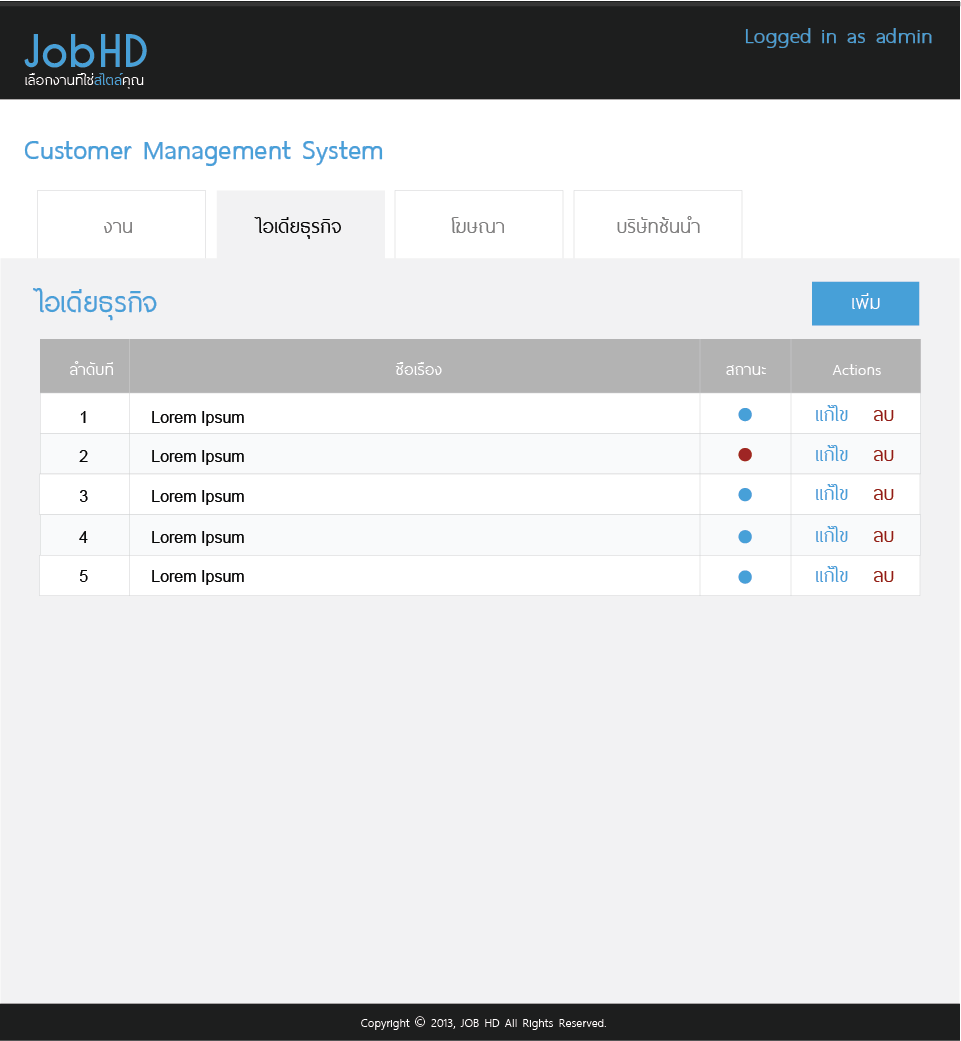 JobHD
Logged in as admin
เลือกงานที่ใช่สไตล์คุณ
Customer Management System
งาน ไอเดียธุรกิจ โฆษณา บริษัทชั้นนำ
ไอเดียธุรกิจ เพิ่ม
ลำดับที่ ชื่อเรื่อง สถานะ Actions
1 Lorem Ipsum แก้ไข ลบ
2 Lorem Ipsum แก้ไข ลบ
3 Lorem Ipsum แก้ไข ลบ
4 Lorem Ipsum แก้ไข ลบ
5 Lorem Ipsum แก้ไข ลบ
Copyright © 2013, JOB HD All Rights Reserved.